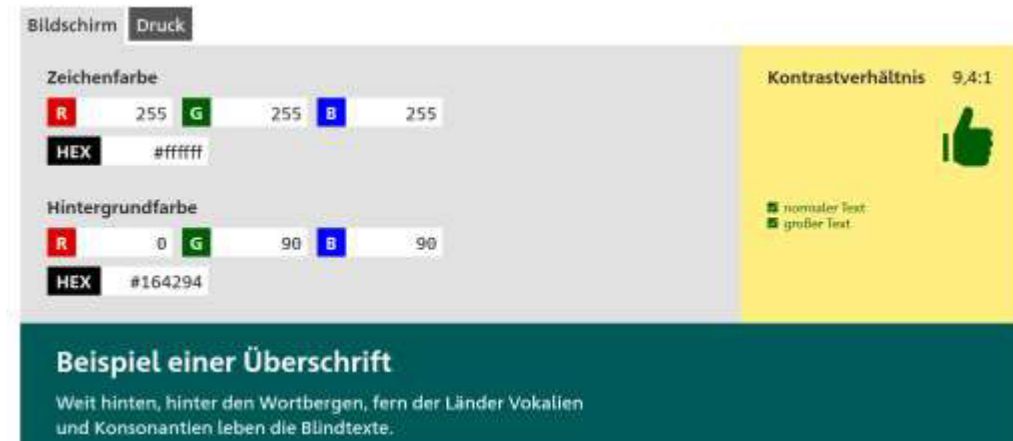 Bildschirm Druck
Zeichenfarbe
R 255 G 255 B 255
HEX #ffffff
Hintergrundfarbe
R 0 G 90 B 90
HEX #164294
Kontrastverhältnis 9,4:1
normaler Text
großer Text
Beispiel einer Überschrift
Weit hinten, hinter den Wortbergen, fern der Länder Vokalien
und Konsonantien leben die Blindtexte.